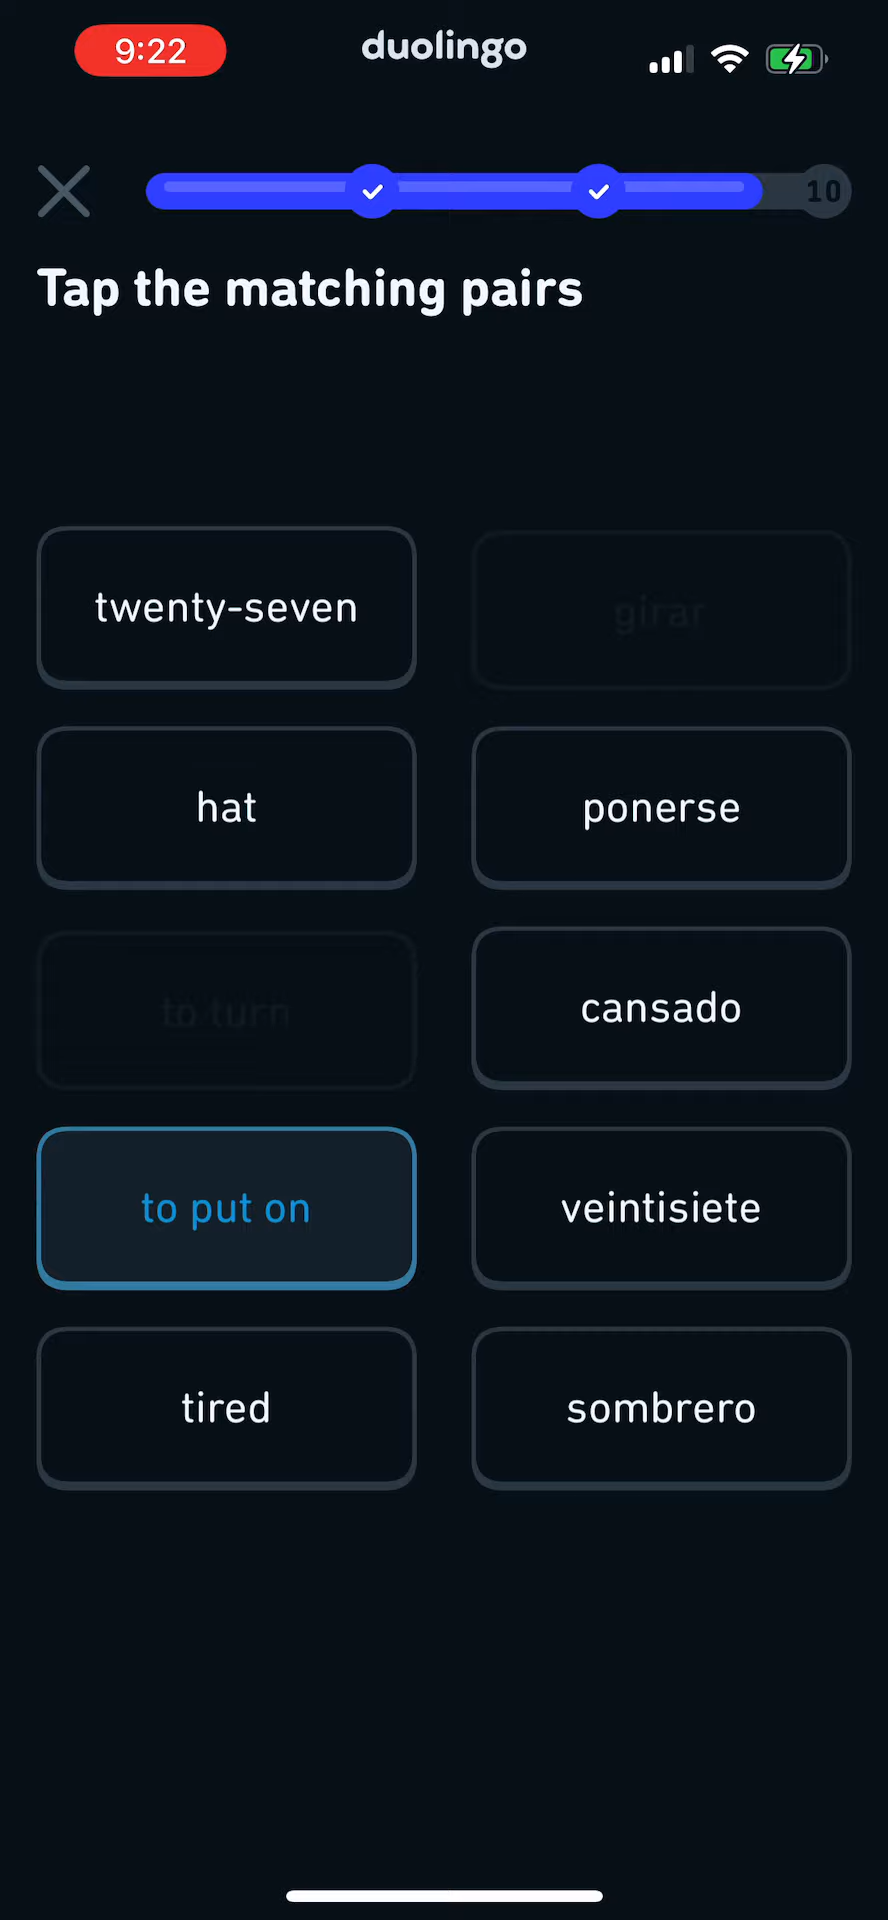 9:22
duolingo
10
Tap the matching pairs
twenty-seven
girar
hat
ponerse
to turn
cansado
to put on
veintisiete
tired
sombrero